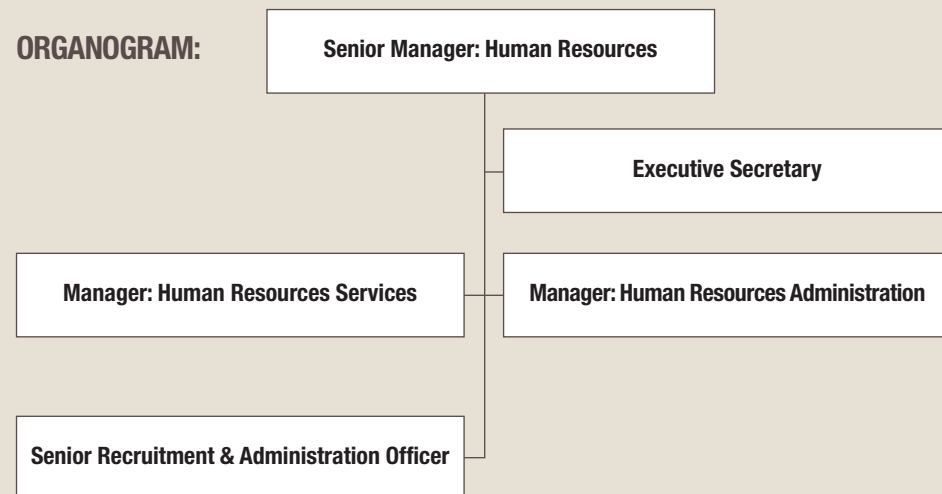 ORGANOGRAM:
Senior Manager: Human Resources
Executive Secretary
Manager: Human Resources Services
Manager: Human Resources Administration
Senior Recruitment & Administration Officer